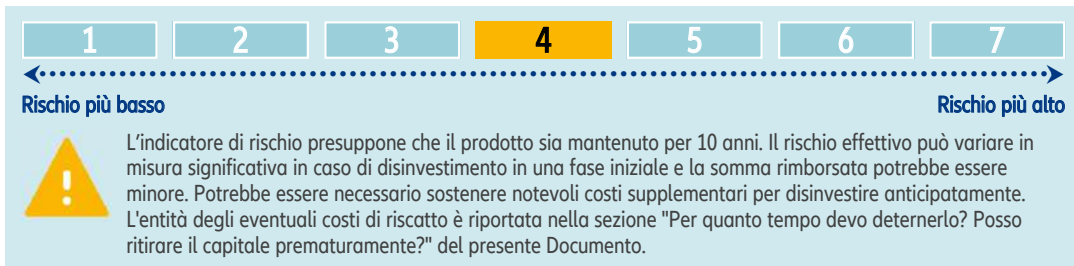 1 2 3 4 5 6 7
Rischio più basso Rischio più alto
L'indicatore di rischio presuppone che il prodotto sia mantenuto per 10 anni. Il rischio effettivo può variare in
misura significativa in caso di disinvestimento in una fase iniziale e la somma rimborsata potrebbe essere
minore. Potrebbe essere necessario sostenere notevoli costi supplementari per disinvestire anticipatamente.
L'entità degli eventuali costi di riscatto è riportata nella sezione "Per quanto tempo devo deternerlo? Posso
ritirare il capitale prematuramente?" del presente Documento.